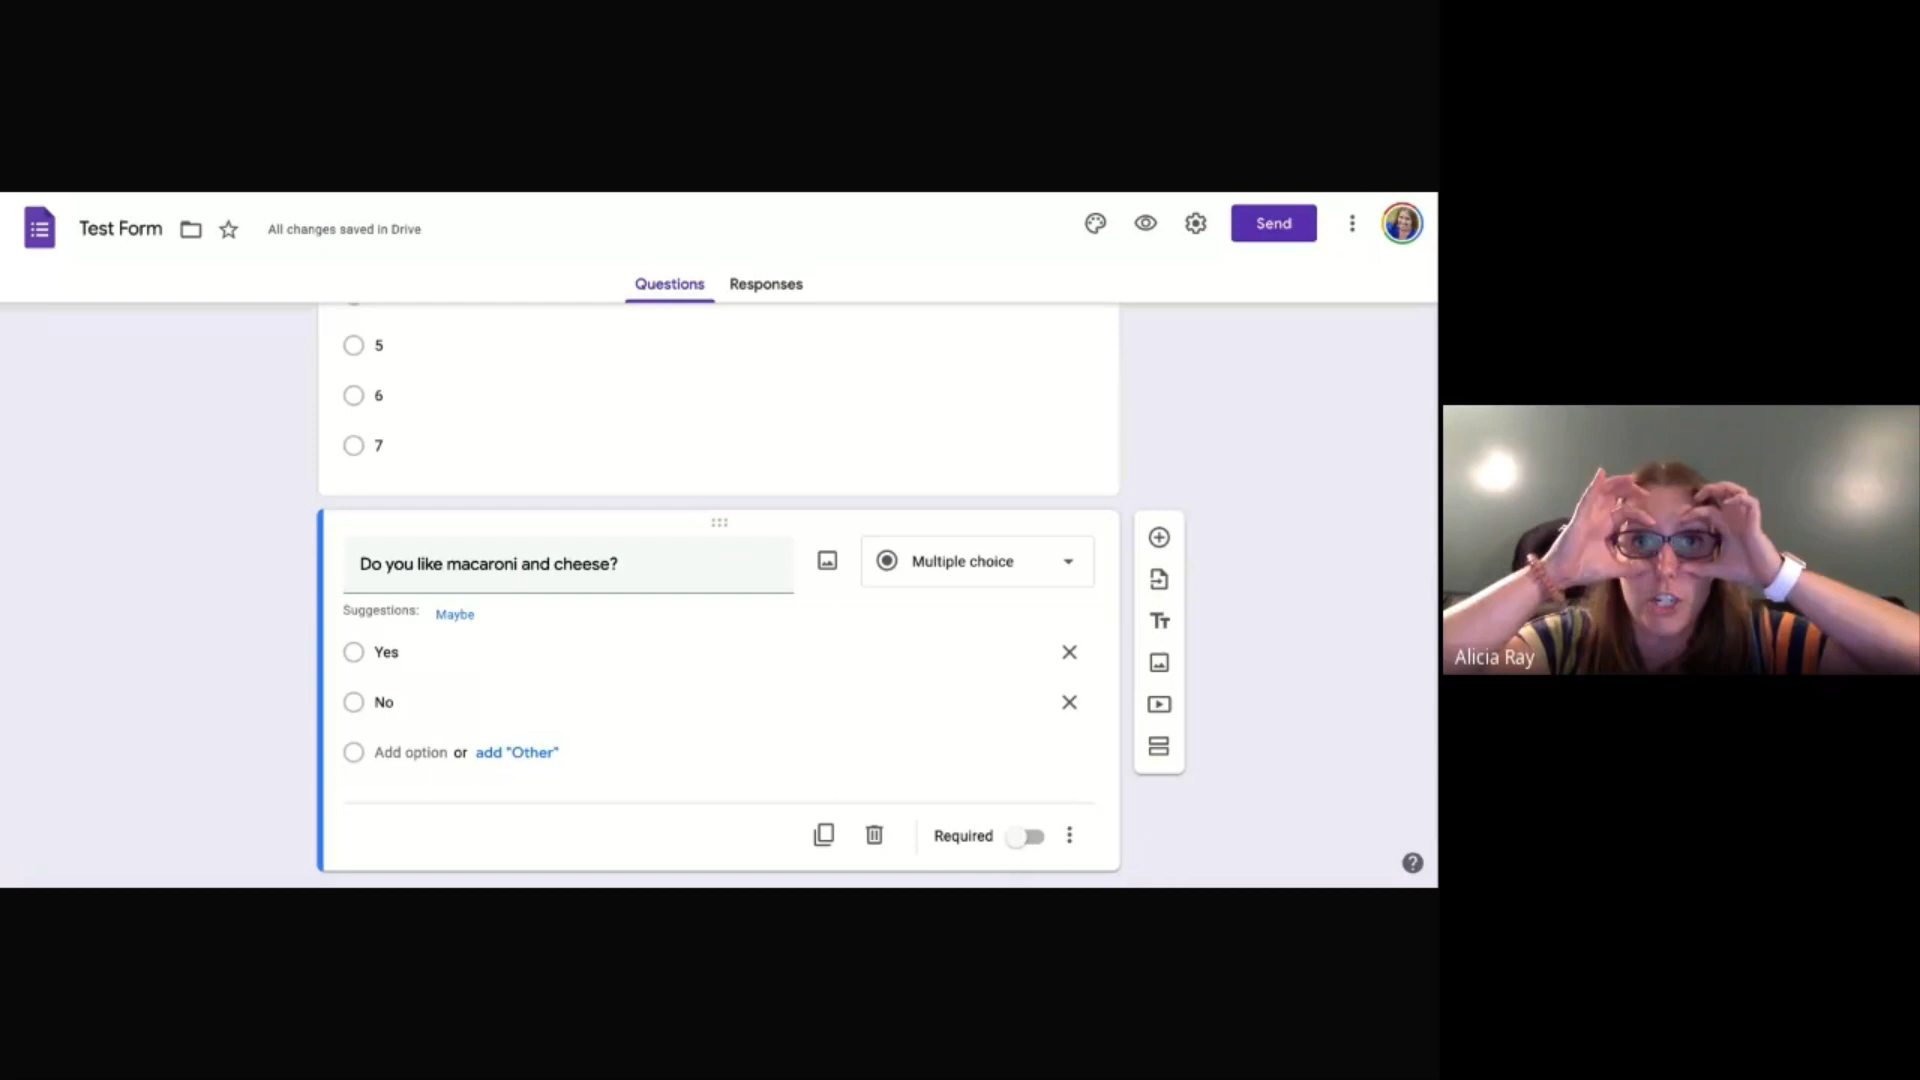 Test Form
All changes saved in Drive
Send
Questions Responses
5
6
7
Do you like macaroni and cheese?
Multiple choice
Suggestions: Maybe
Yes
No
Add option or add "Other"
Required
Tт
?
Alicia Ray